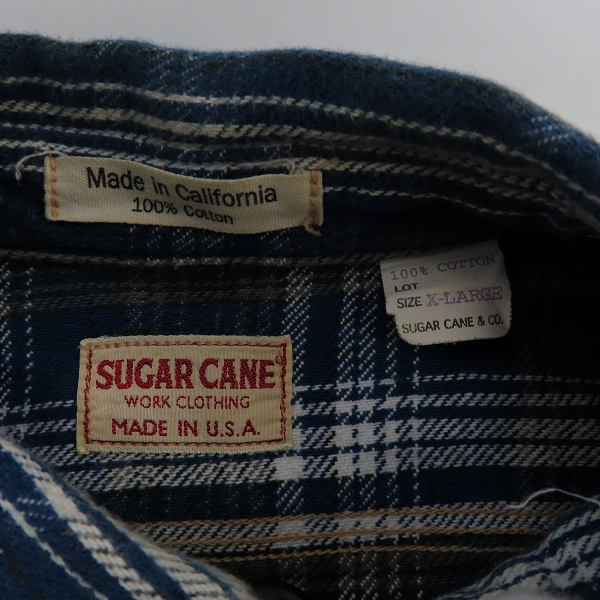 Made in California
100% Cotton
100% COTTON
LOT
SIZE X-LARGE
SUGAR CANE & CO.
SUGAR CANE®
WORK CLOTHING
MADE IN U.S.A.